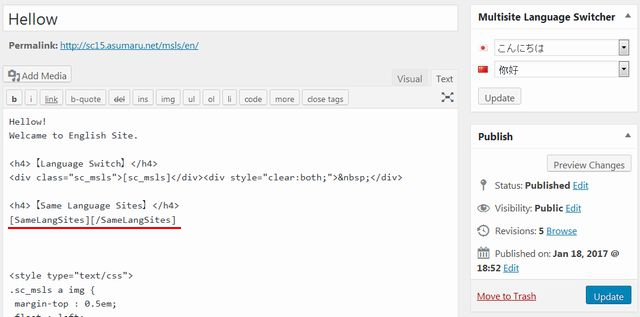 Hellow
Permalink: http://sc15.asumaru.net/msls/en/
Add Media
Visual
Text
b
i
link
b-quote
del
ins
img
ul
ol
li
code
more
close tags
Hellow!
Welcome to English Site.
<h4>【Language Switch】</h4>
<div class="sc_msls">[sc_msls]</div><div style="clear:both;">&nbsp;</div>
<h4>【Same Language Sites】</h4>
[SameLangSites][/SameLangSites]
<style type="text/css">
.sc_msls a img {
margin-top : 0.5em;
float : left;
Multisite Language Switcher
こんにちは
你好
Update
Publish
Preview Changes
Status: Published Edit
Visibility: Public Edit
Revisions: 5 Browse
Published on: Jan 18, 2017 @
18:52 Edit
Move to Trash
Update